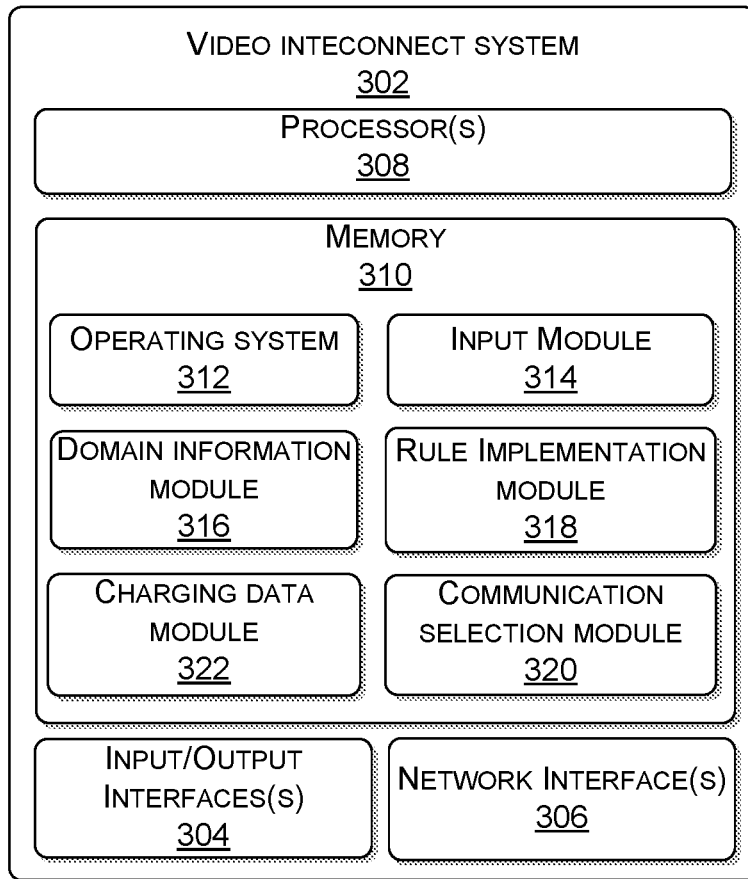 VIDEO INTECONNECT SYSTEM
302
PROCESSOR(S)
308
MEMORY
310
OPERATING SYSTEM
312
INPUT MODULE
314
DOMAIN INFORMATION
MODULE
316
RULE IMPLEMENTATION
MODULE
318
CHARGING DATA
MODULE
322
COMMUNICATION
SELECTION MODULE
320
INPUT/OUTPUT
INTERFACES(S)
304
NETWORK INTERFACE(S)
306